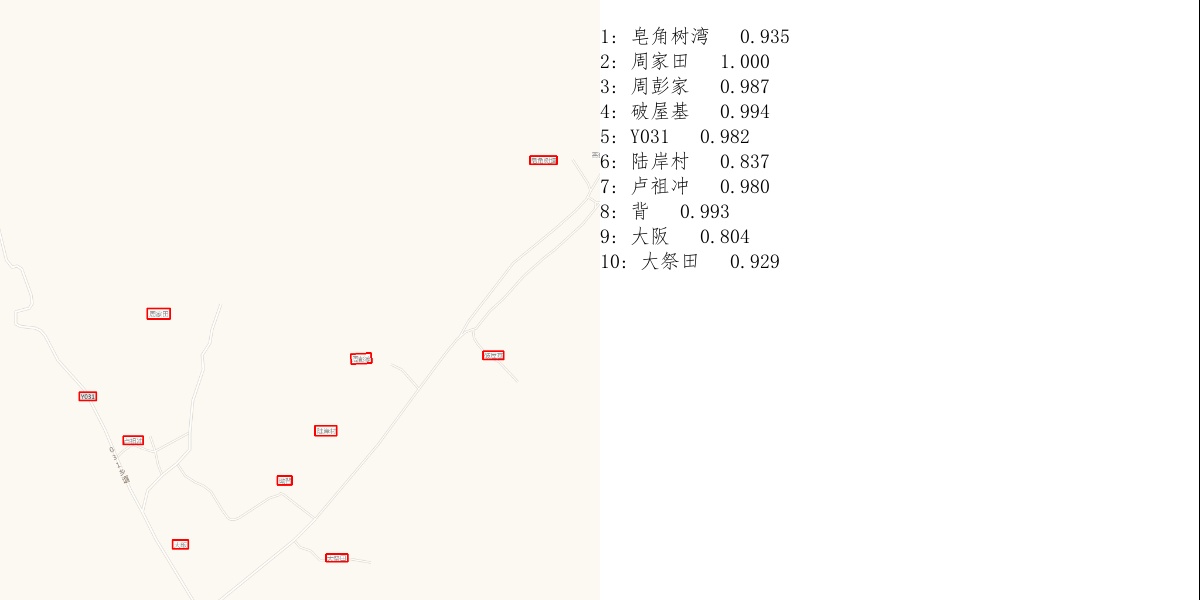 1: 皂角树湾 0.935
2: 周家田 1.000
3: 周彭家 0.987
4: 破屋基 0.994
5: Y031 0.982
6: 陆岸村 0.837
7: 卢祖冲 0.980
8: 背 0.993
9: 大阪 0.804
10: 大祭田 0.929
周家田
Y031